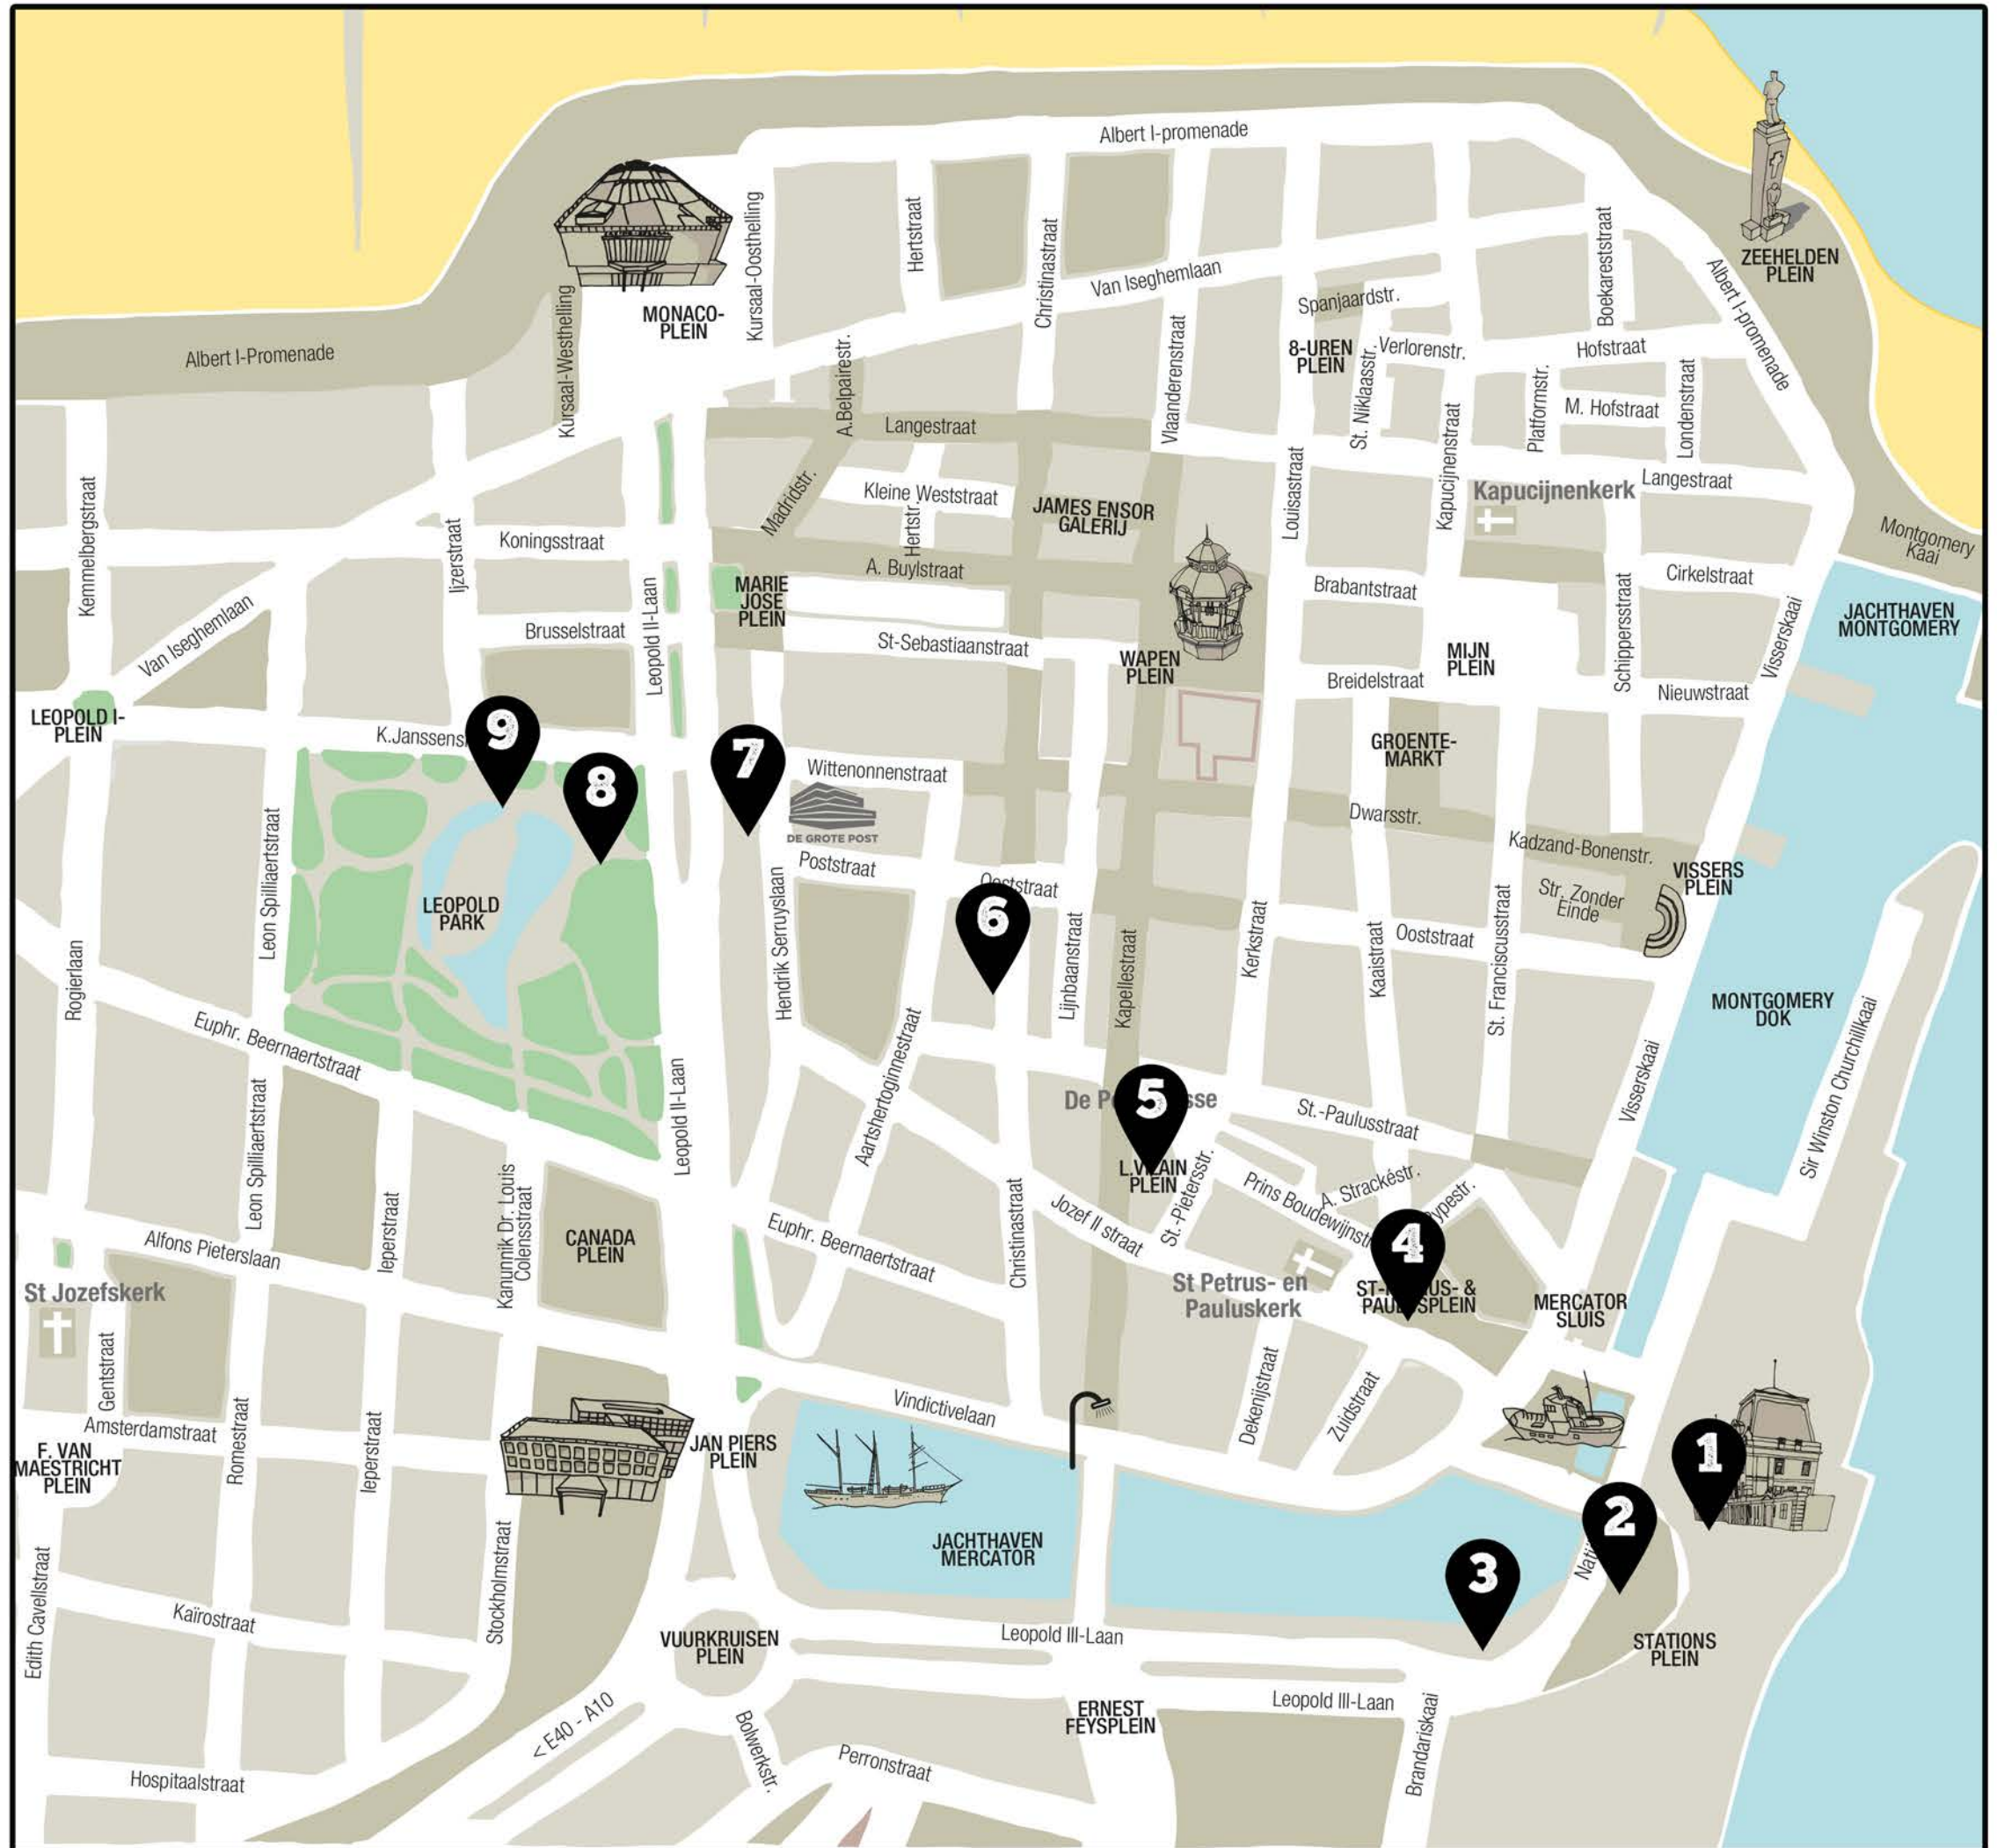 Albert I-promenade
ZEEHELDEN
PLEIN
Albert I-promenade
Boekareststraat
Hertstraat
Kursaal-Oosthelling
Christinastraat
Van Iseghemlaan
Spanjaardstr.
MONACO-
PLEIN
Kursaal-Westhelling
Albert I-Promenade
8-UREN
PLEIN
Verlorenstr.
Hofstraat
Vlaanderenstraat
A.Belpairestr.
St. Niklaasstr.
Platformstr.
M. Hofstraat
Londenstraat
Langestraat
Kapucijnenstraat
Louisastraat
Langestraat
Kapucijnenkerk
Kleine Weststraat
Madridstr.
Hertstr.
JAMES ENSOR
GALERIJ
Montgomery
Kaai
Kemmelbergstraat
Ijzerstraat
Koningsstraat
A. Buylstraat
Brabantstraat
Cirkelstraat
Schippersstraat
Visserskaai
JACHTHAVEN
MONTGOMERY
MARIE
JOSE
PLEIN
Leopold II-Laan
Van Iseghemlaan
Brusselstraat
St-Sebastiaanstraat
WAPEN
PLEIN
MIJN
PLEIN
Breidelstraat
Nieuwstraat
LEOPOLD I-
PLEIN
K.Janssens
9
8
7
Wittenonnenstraat
DE GROTE POST
GROENTE-
MARKT
Dwarsstr.
Kadzand-Bonenstr.
VISSERS
PLEIN
Str. Zonder
Einde
Leon Spilliaertstraat
LEOPOLD
PARK
Poststraat
6
Hendrik Serruyslaan
Lijnbaanstraat
Kapellestraat
Kerkstraat
Kaaistraat
Ooststraat
St. Franciscusstraat
MONTGOMERY
DOK
Sir Winston Churchillkaai
Rogierlaan
Euphr. Beernaertstraat
Aartshertoginnestraat
Visserskaai
Leopold II-Laan
De P
sse
5
St.-Paulusstraat
L.V
AIN
PLEIN
St.-Pietersstr.
A. Strackéstr.
Leon Spilliaertstraat
Ieperstraat
Kanunnik Dr. Louis
Colensstraat
CANADA
PLEIN
Alfons Pieterslaan
Euphr. Beernaertstraat
Christinastraat
Jozef II straat
4
St Petrus- en
Pauluskerk
MERCATOR
SLUIS
St Jozefskerk
Gentstraat
Amsterdamstraat
F. VAN
MAESTRICHT
PLEIN
Romestraat
Ieperstraat
Vindictivelaan
Dekenijstraat
Zuidstraat
JAN PIERS
PLEIN
JACHTHAVEN
MERCATOR
1
2
3
STATIONS
PLEIN
Stockholmstraat
Edith Cavellstraat
Kaïrostraat
VUURKRUISEN
PLEIN
Leopold III-Laan
Leopold III-Laan
ERNEST
FEYSPLEIN
Brandariskaai
< E40 - A10
Bolwerkstr.
Perronstraat
Hospitaalstraat